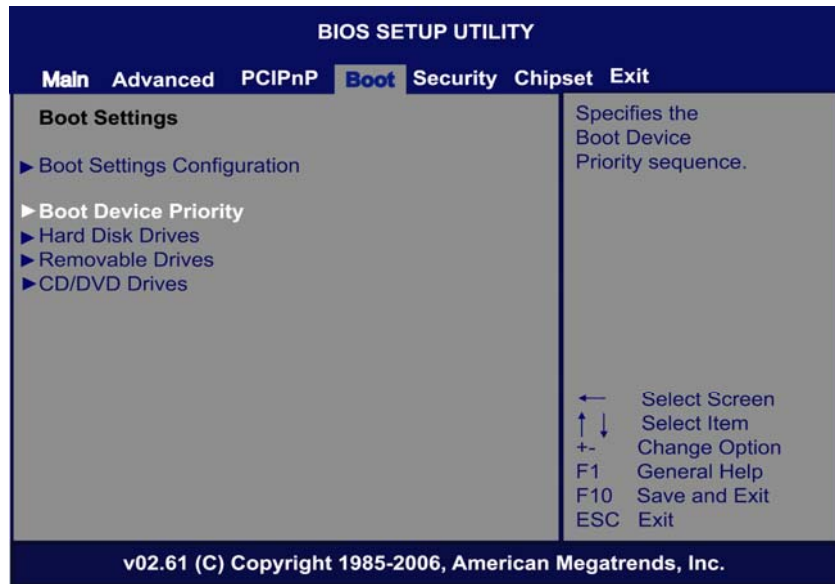 BIOS SETUP UTILITY
Main Advanced PCIPnP Boot Security Chipset Exit
Boot Settings
► Boot Settings Configuration
► Boot Device Priority
► Hard Disk Drives
► Removable Drives
► CD/DVD Drives
Specifies the
Boot Device
Priority sequence.
← Select Screen
↑ ↓ Select Item
+- Change Option
F1 General Help
F10 Save and Exit
ESC Exit
v02.61 (C) Copyright 1985-2006, American Megatrends, Inc.